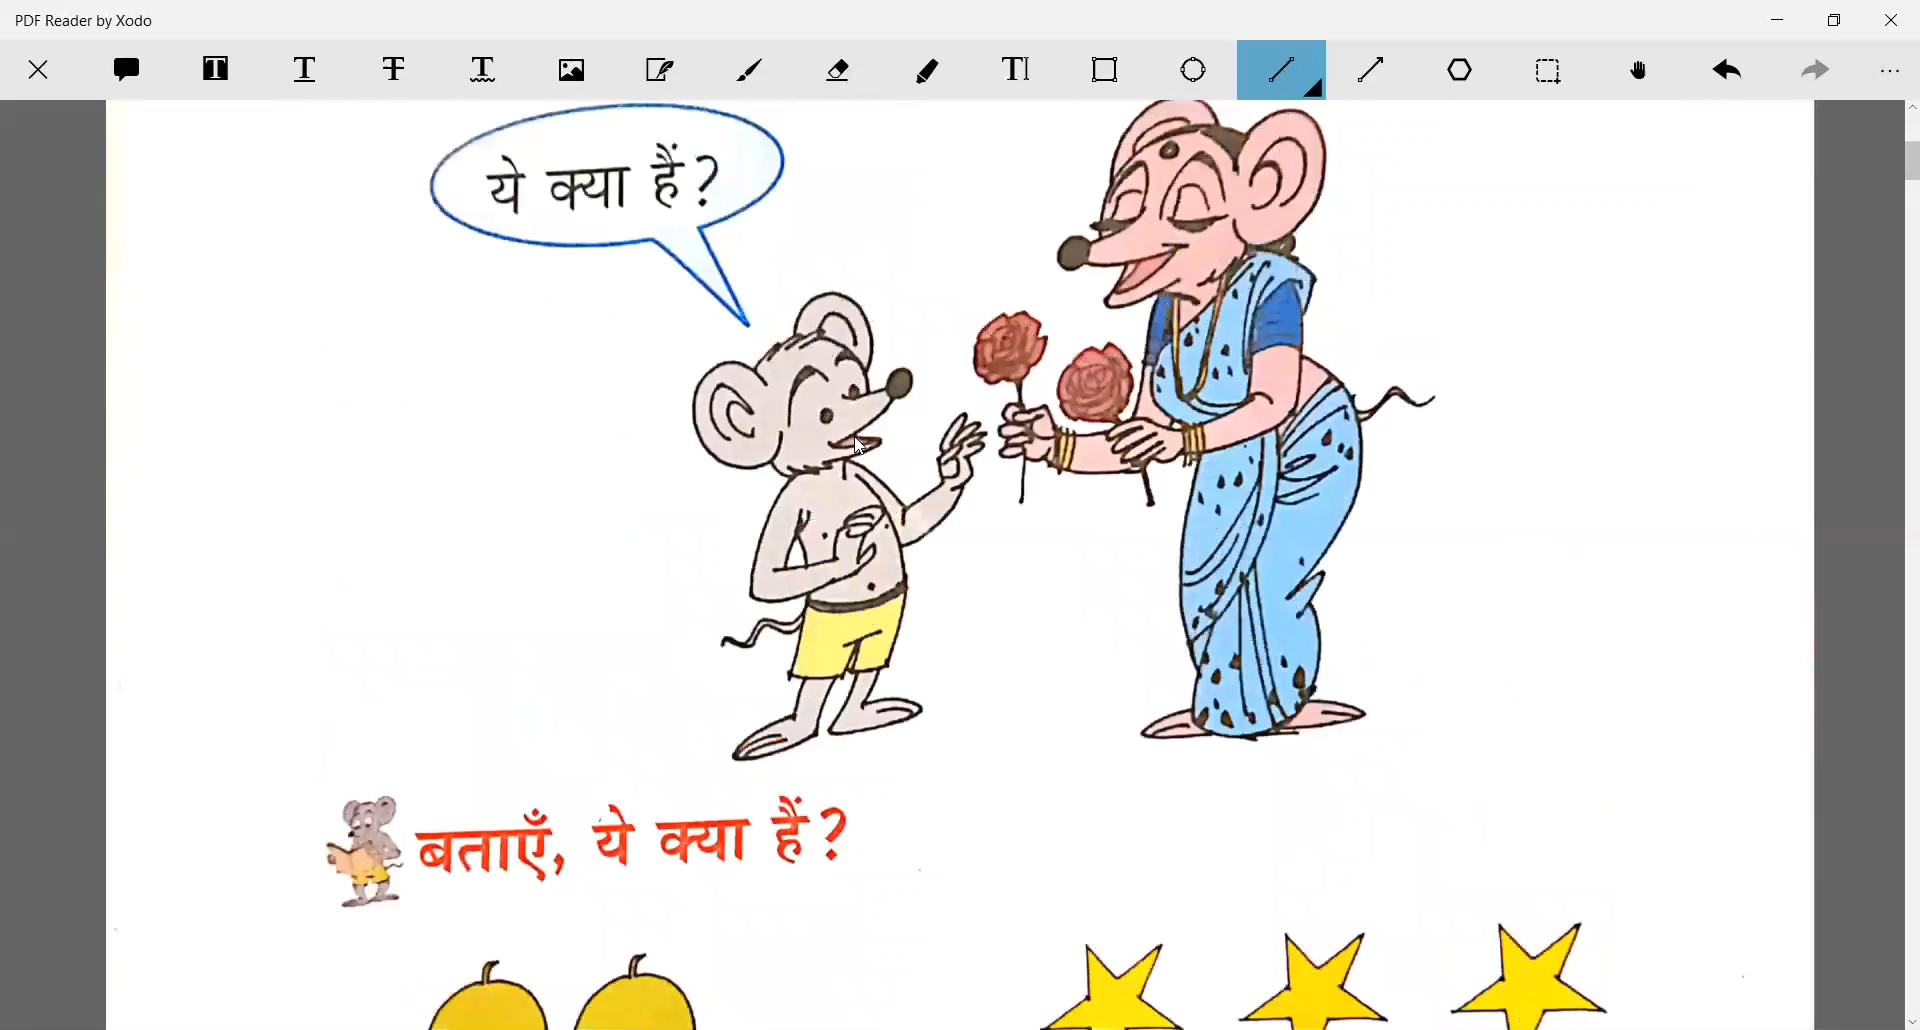 PDF Reader by Xodo
ये क्या हैं?
बताएँ, ये क्या हैं?